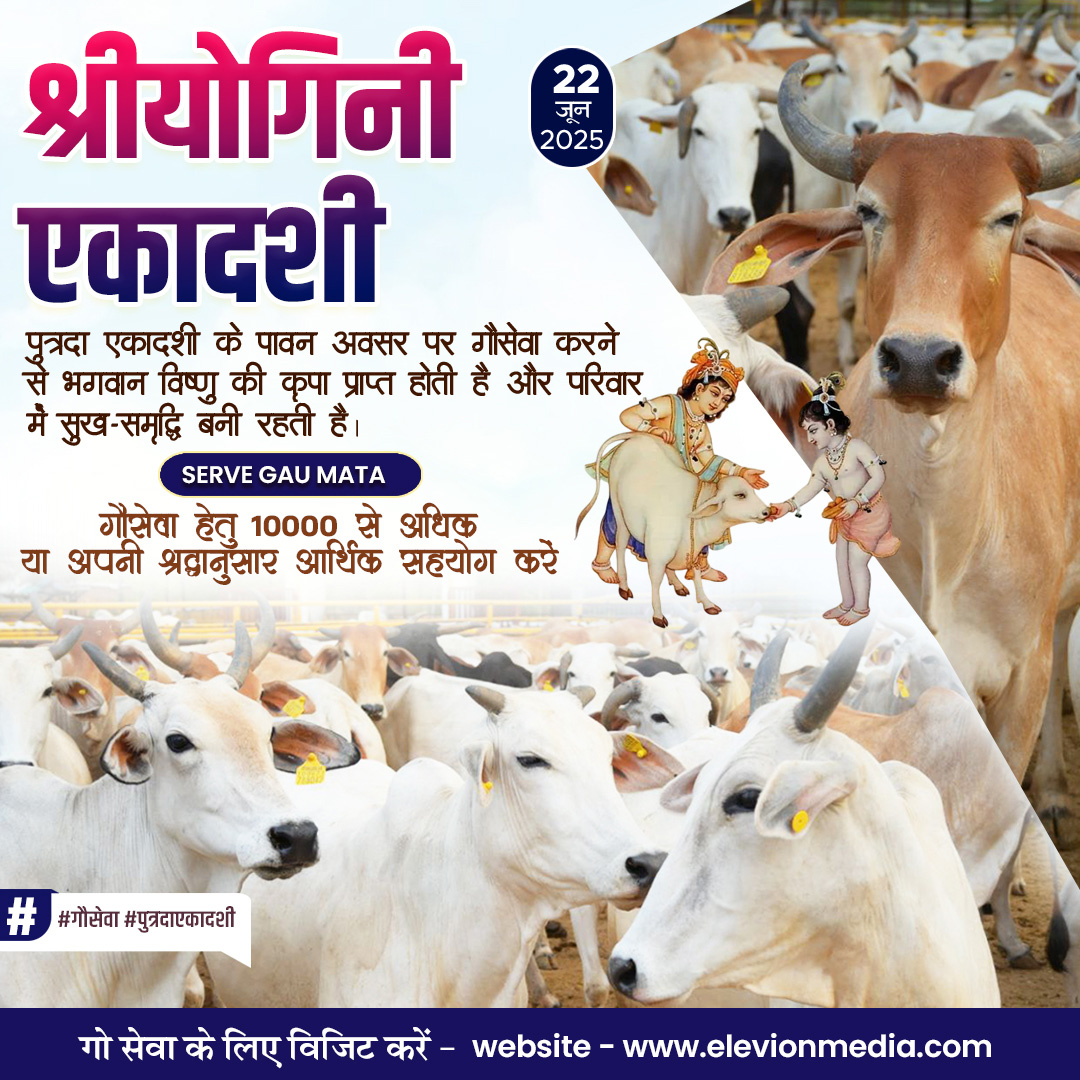 श्रीयोगिनी
एकादशी
22
जून
2025
पुत्रदा एकादशी के पावन अवसर पर गौसेवा करने
से भगवान विष्णु की कृपा प्राप्त होती है और परिवार
में सुख-समृद्धि बनी रहती है।
SERVE GAU MATA
गौसेवा हेतु 10000 से अधिक
या अपनी श्रद्धानुसार आर्थिक सहयोग करें
# #गौसेवा #पुत्रदाएकादशी
गो सेवा के लिए विजिट करें – website - www.elevionmedia.com